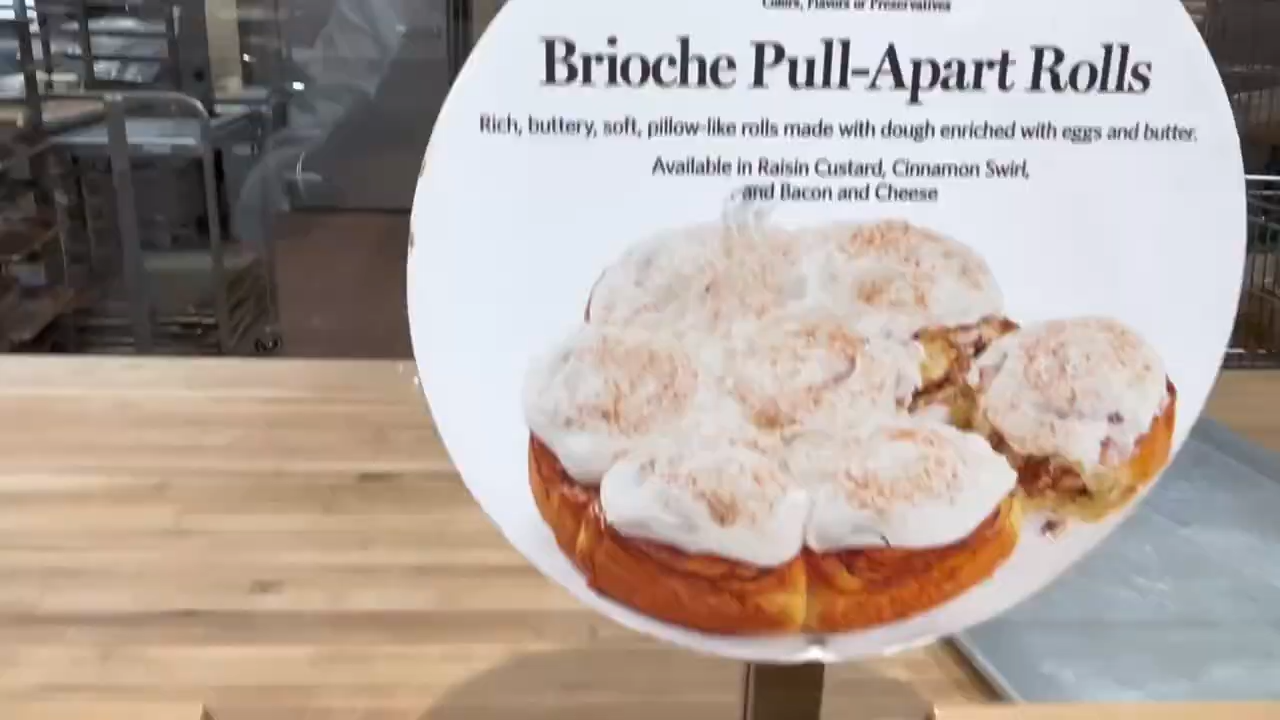 Colors, Flavors or Preservatives
Brioche Pull-Apart Rolls
Rich, buttery, soft, pillow-like rolls made with dough enriched with eggs and butter.
Available in Raisin Custard, Cinnamon Swirl,
and Bacon and Cheese